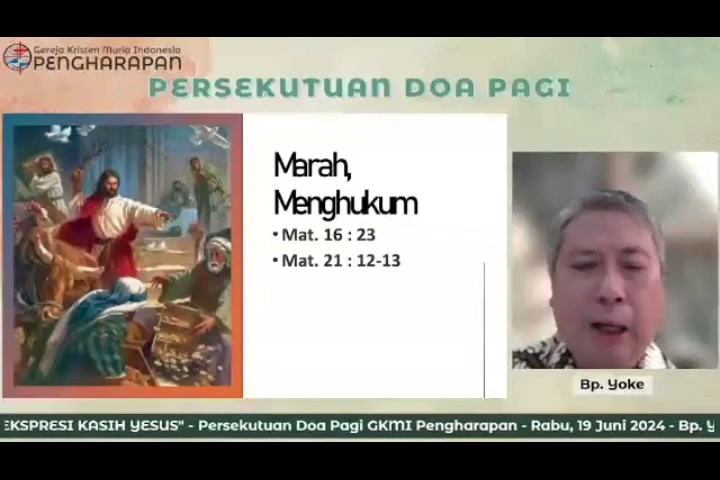 Gereja Kristen Muria Indonesia
PENGHARAPAN
PERSEKUTUAN DOA PAGI
Marah,
Menghukum
• Mat. 16 : 23
• Mat. 21 : 12-13
Bp. Yoke
EKSPRESI KASIH YESUS" - Persekutuan Doa Pagi GKMI Pengharapan - Rabu, 19 Juni 2024 - Bp. Y